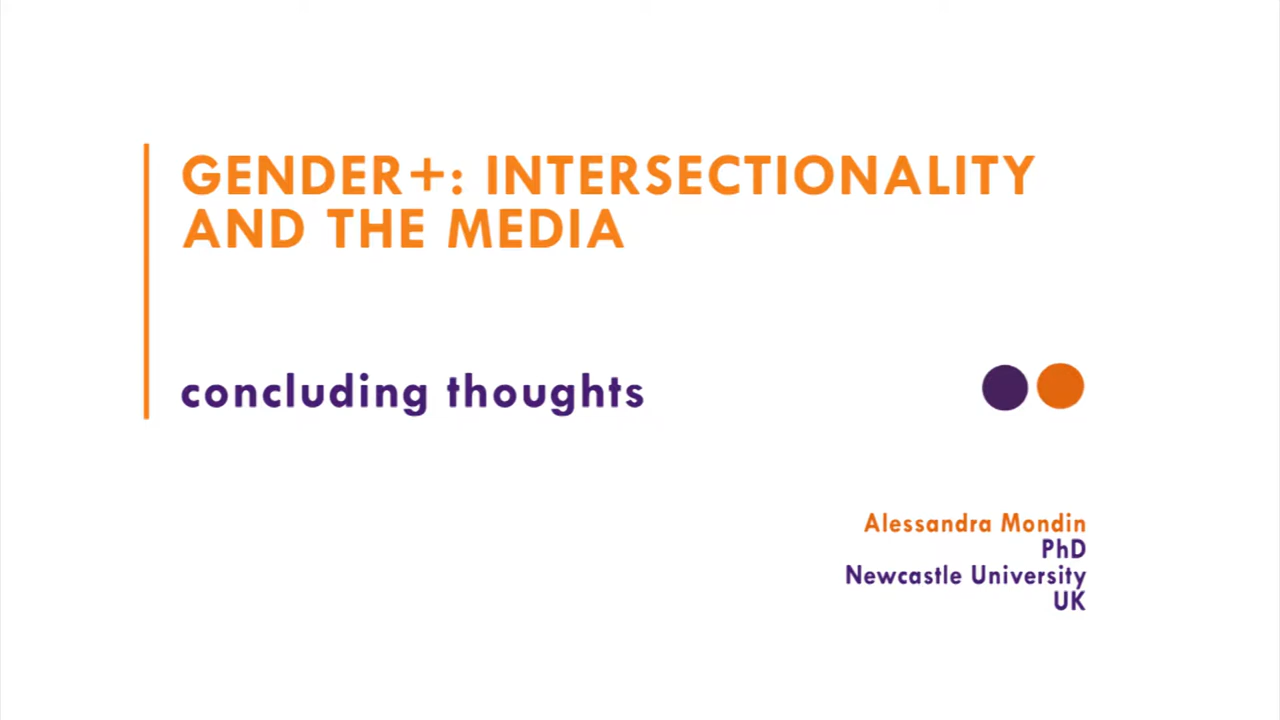 GENDER+: INTERSECTIONALITY
AND THE MEDIA
concluding thoughts
Alessandra Mondin
PhD
Newcastle University
UK